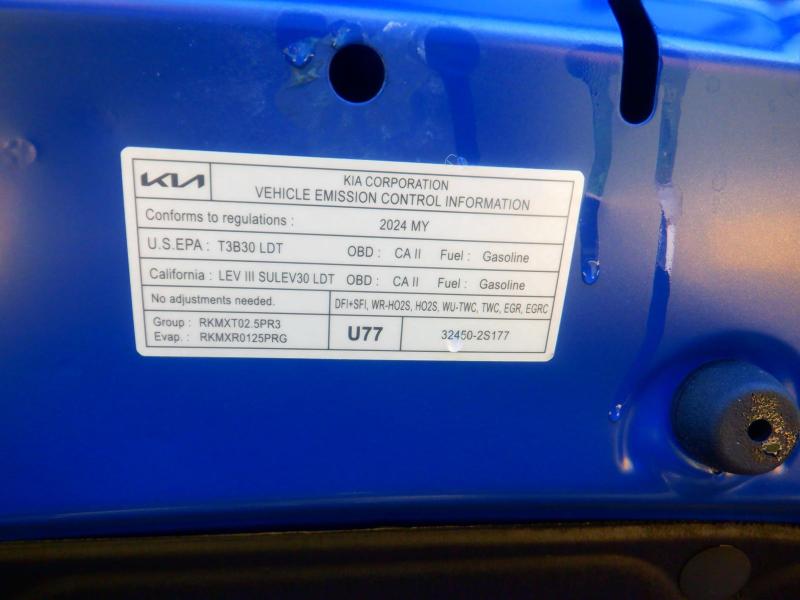 KIA KIA CORPORATION
VEHICLE EMISSION CONTROL INFORMATION
Conforms to regulations : 2024 MY
U.S.EPA : T3B30 LDT OBD : CA II Fuel : Gasoline
California : LEV III SULEV30 LDT OBD : CA II Fuel : Gasoline
No adjustments needed. DFI+SFI, WR-HO2S, HO2S, WU-TWC, TWC, EGR, EGRC
Group : RKMXT02.5PR3
Evap. : RKMXR0125PRG
U77 32450-2S177